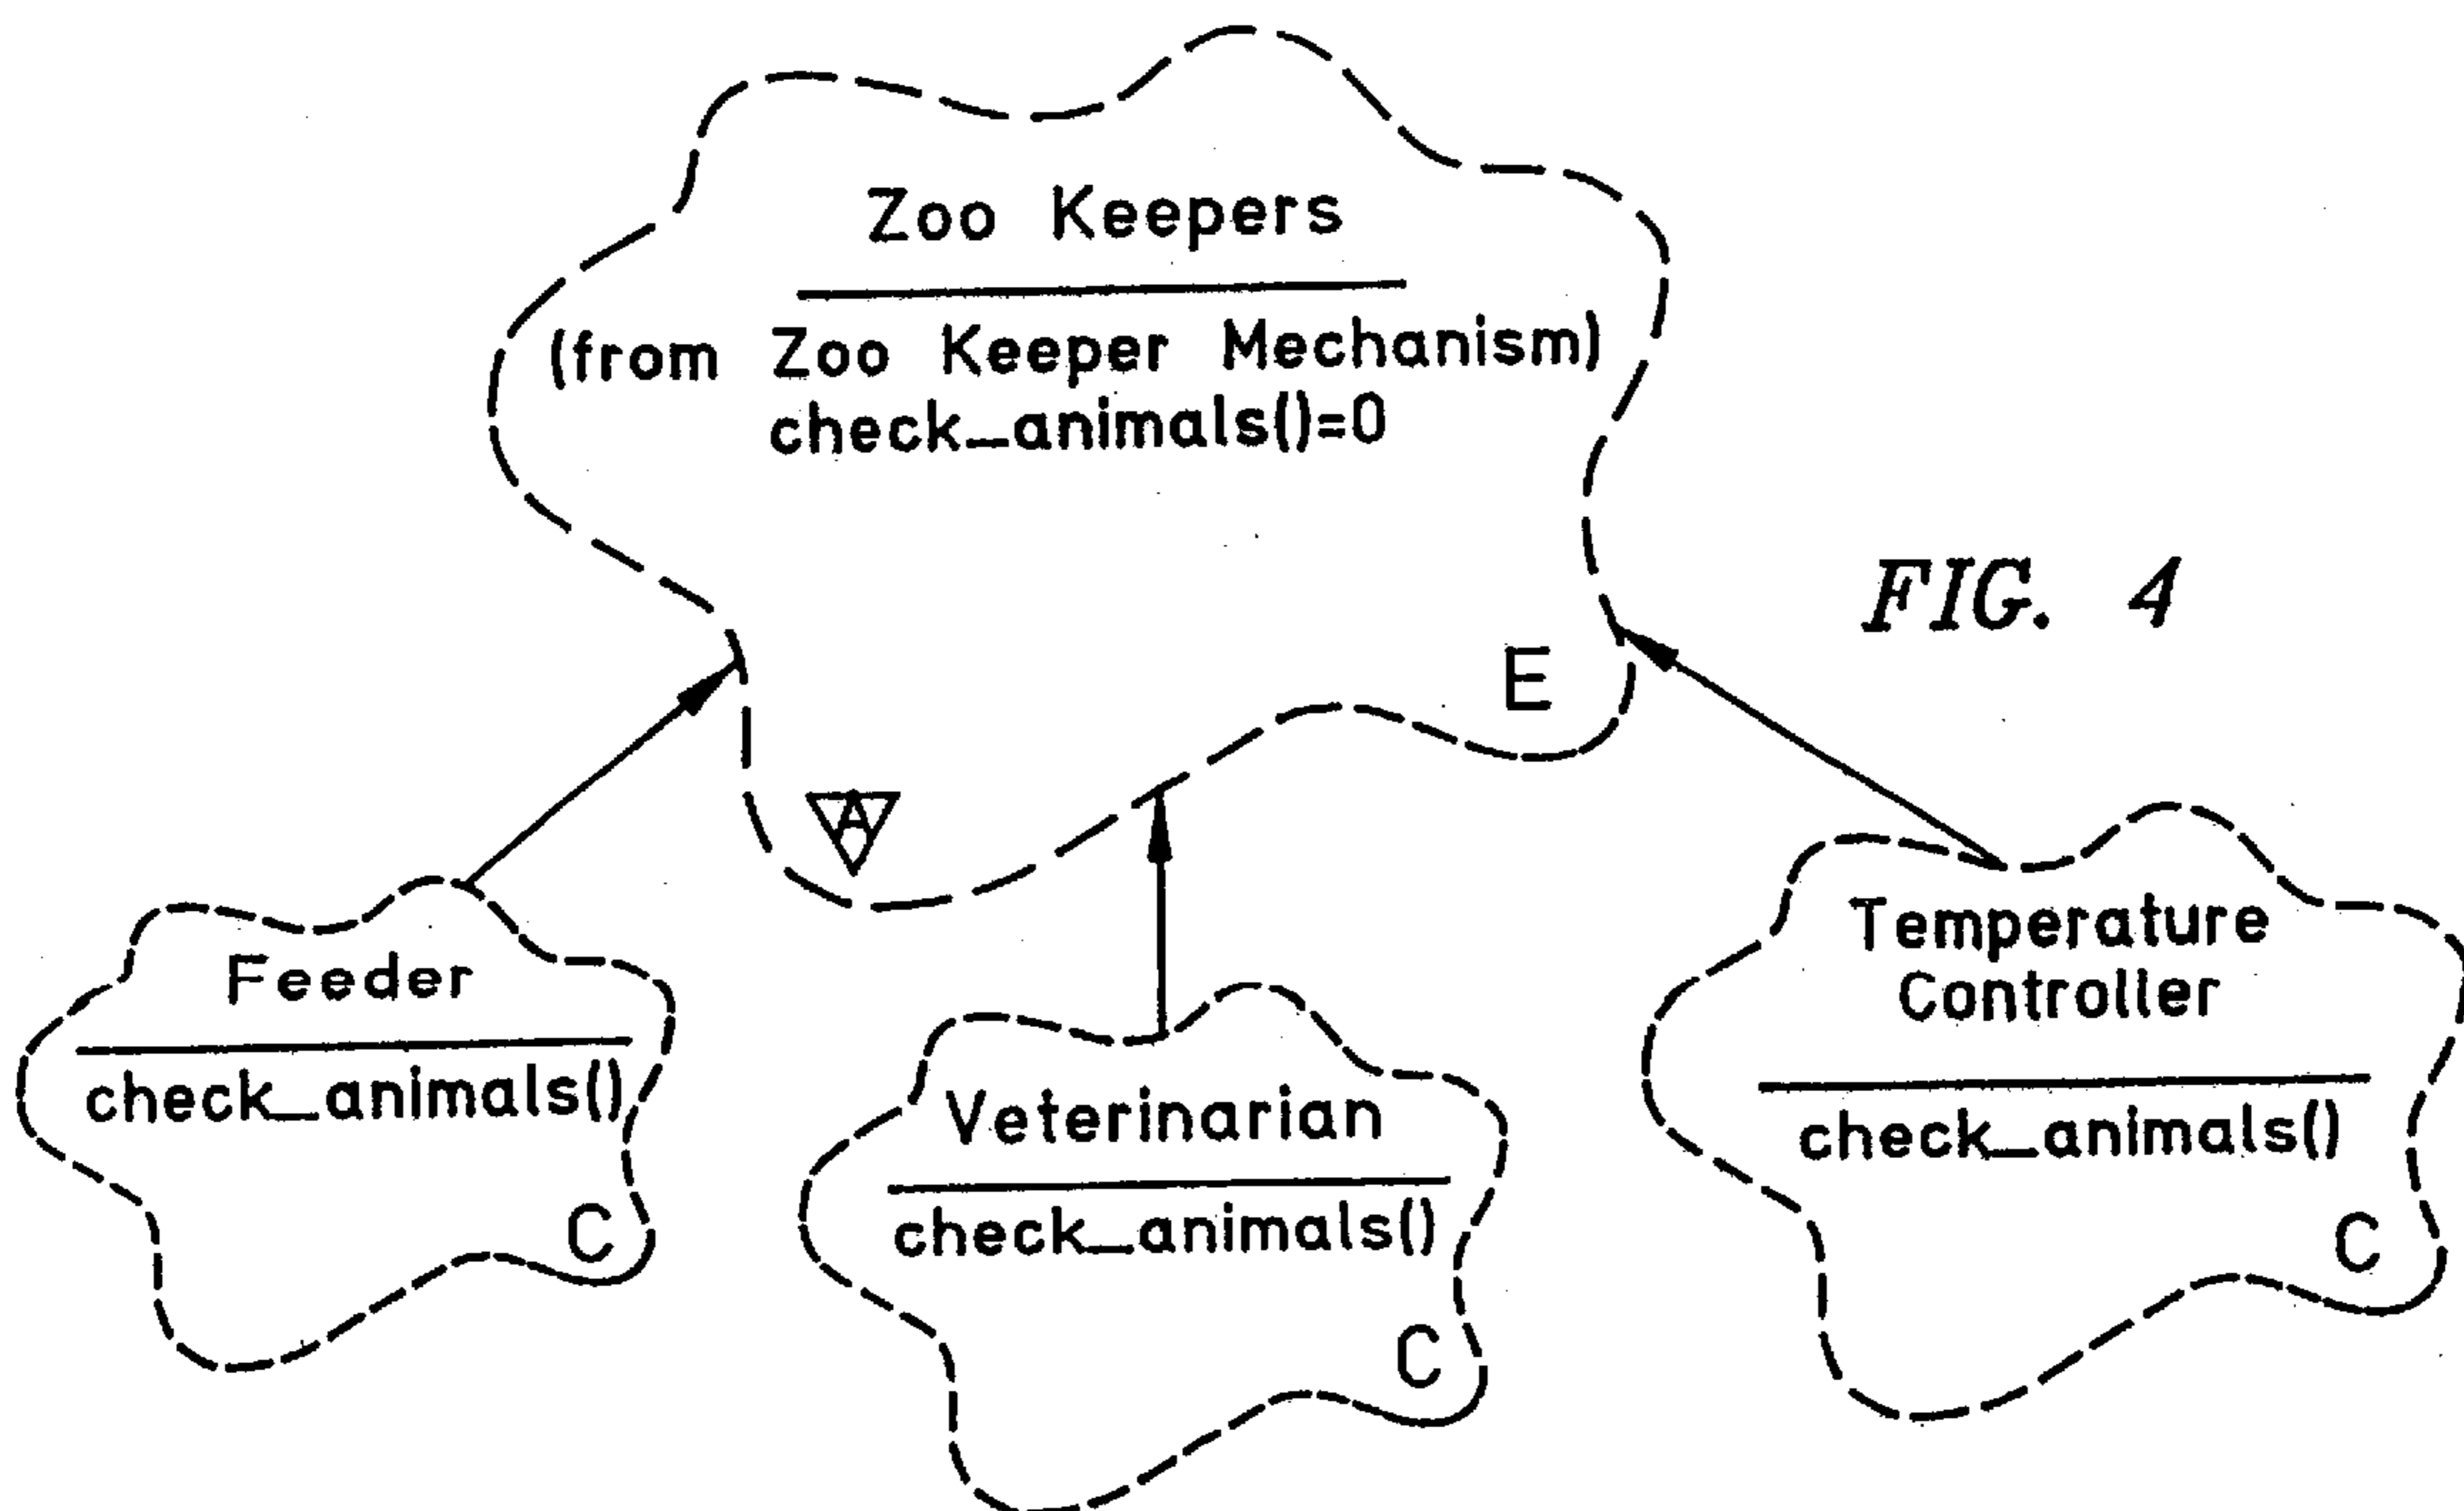 Zoo Keepers
(from Zoo Keeper Mechanism)
check_animals()=0
E
A
FIG. 4
Feeder
check_animals()
C
Veterinarian
check_animals()
C
Temperature
Controller
check_animals()
C